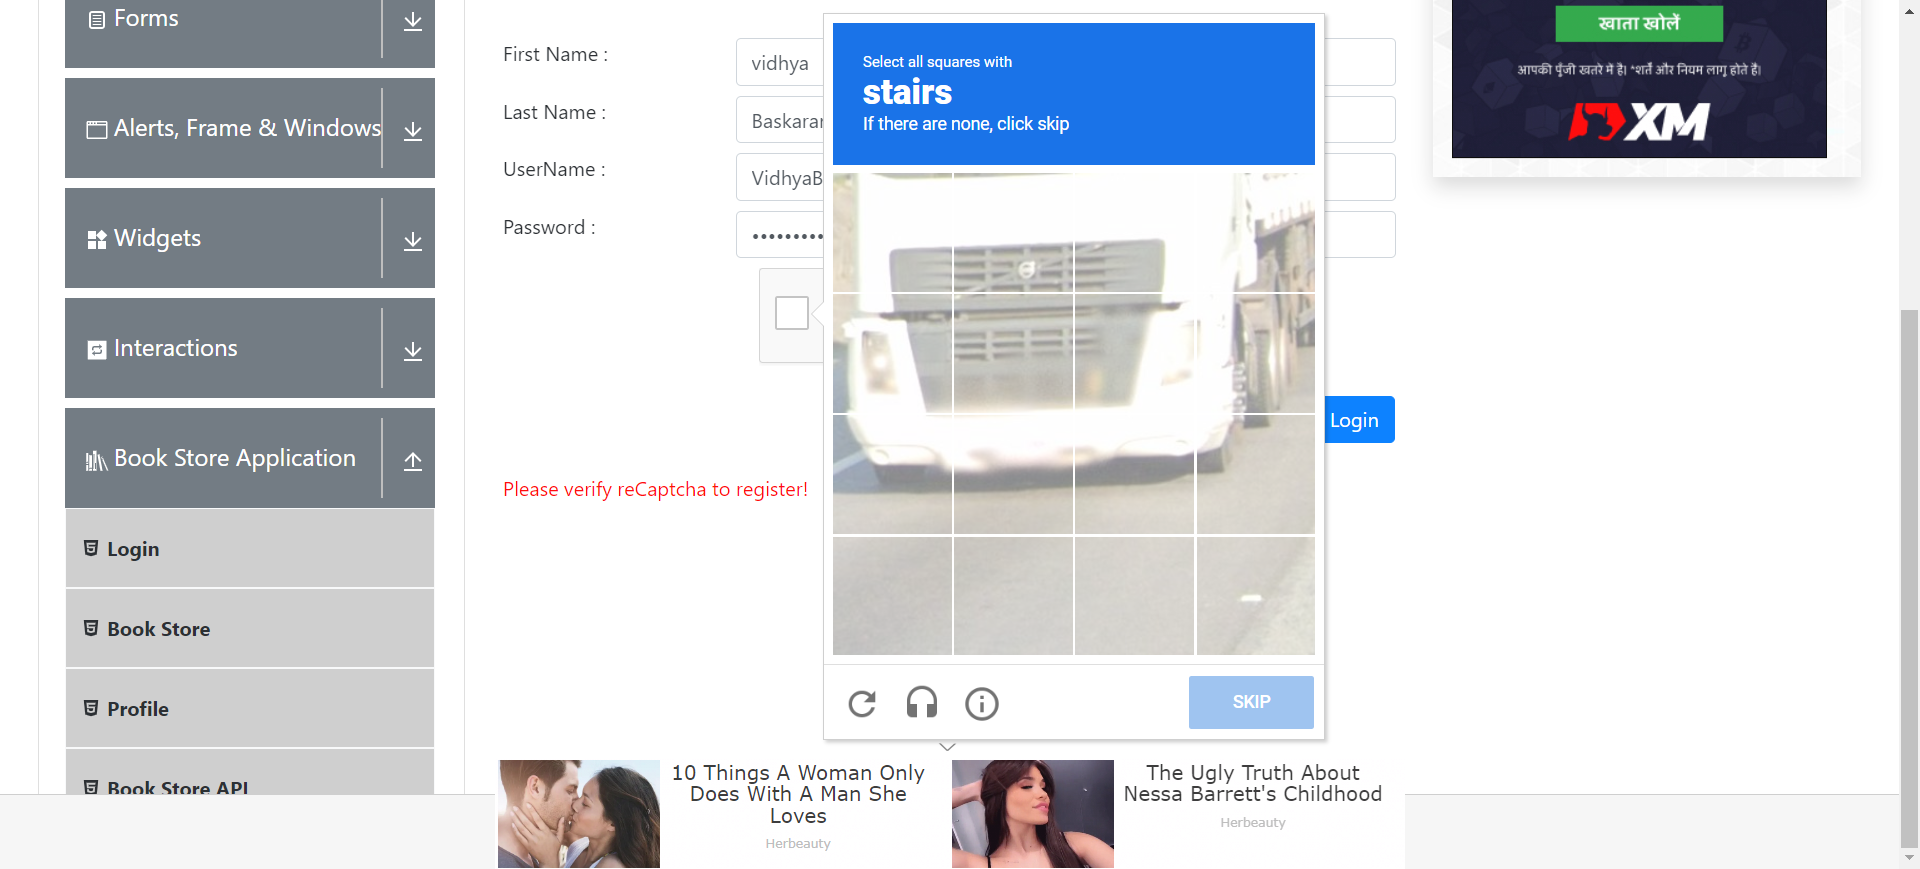 Forms
Alerts, Frame & Windows
Widgets
Interactions
Book Store Application
Login
Book Store
Profile
Book Store API
First Name :
vidhya
Last Name :
Baskaran
UserName :
VidhyaB
Password :
Login
Please verify reCaptcha to register!
Select all squares with
stairs
If there are none, click skip
SKIP
खाता खोलें
आपकी पूँजी खतरे में है। *शर्तें और नियम लागू होते है।
XM
10 Things A Woman Only
Does With A Man She
Loves
Herbeauty
The Ugly Truth About
Nessa Barrett's Childhood
Herbeauty